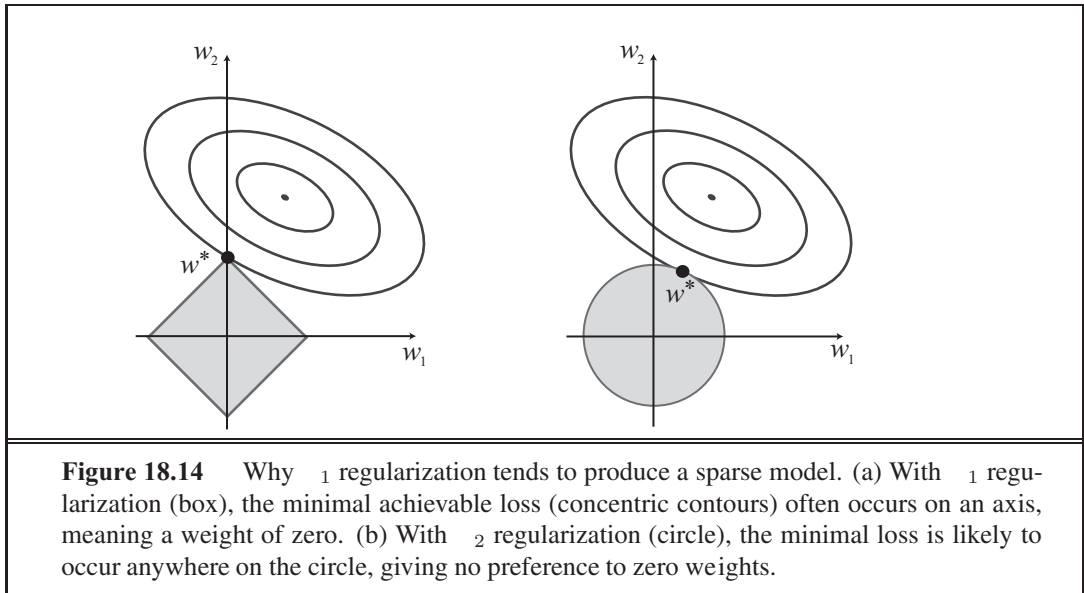 w₂
w₂
w*
w*
w₁
w₁
Figure 18.14 Why ₁ regularization tends to produce a sparse model. (a) With ₁ regu-
larization (box), the minimal achievable loss (concentric contours) often occurs on an axis,
meaning a weight of zero. (b) With ₂ regularization (circle), the minimal loss is likely to
occur anywhere on the circle, giving no preference to zero weights.